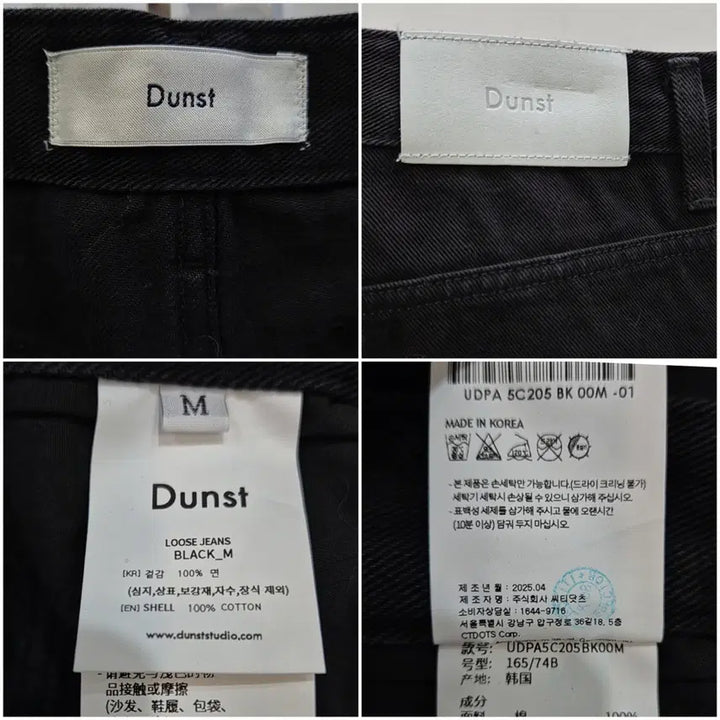 Dunst
Dunst
M
Dunst
LOOSE JEANS
BLACK_M
[KR] 겉감 100% 면
(심지,상표,보강재,자수,장식 제외)
[EN] SHELL 100% COTTON
www.dunststudio.com
品接触或摩擦
(沙发、鞋履、包袋、
UDPA 5C205 BK 00M -01
MADE IN KOREA
손세탁
- 본 제품은 손세탁만 가능합니다.(드라이 크리닝 불가)
세탁기 세탁시 손상될 수 있으니 삼가해 주십시오.
- 표백성 세제를 삼가해 주시고 물에 오랜시간
(10분 이상) 담궈 두지 마십시오.
제 조 년 월 : 2025.04
제 조 자 명 : 주식회사 씨티닷츠
소비자상담실 : 1644-9716
서울특별시 강남구 압구정로 36길 18, 5층
CTDOTS Corp.
款号: UDPA5C205BK00M
号型: 165/74B
产地: 韩国
成分
100%